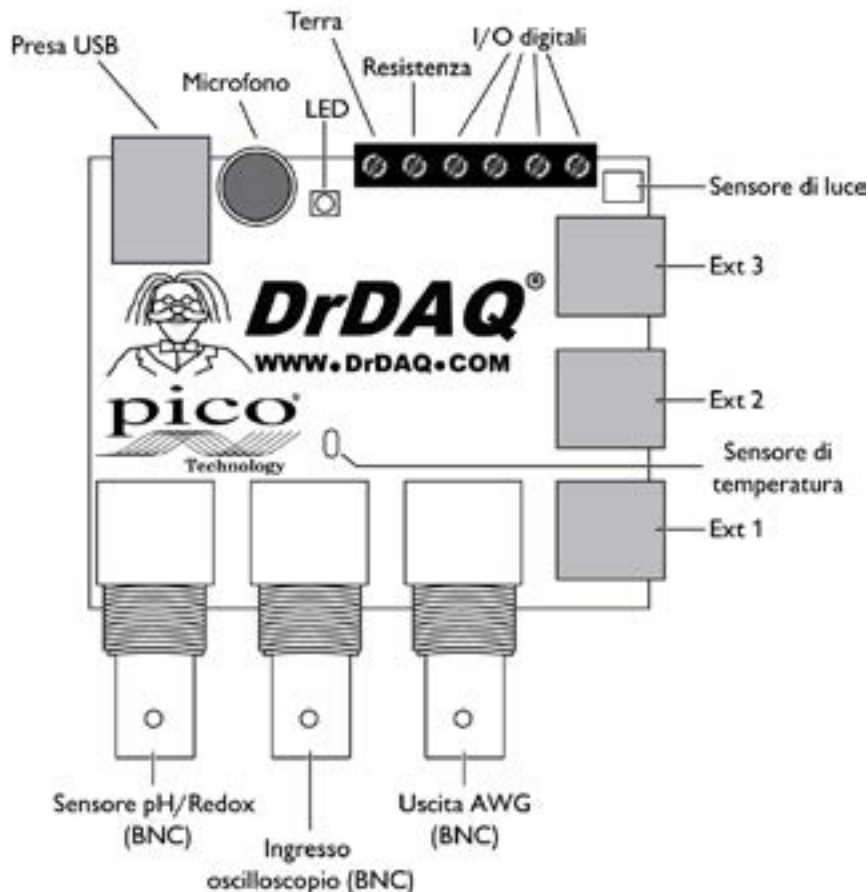 Terra
I/O digitali
Presa USB
Resistenza
Microfono
LED
Sensore di luce
Ext 3
DrDAQ®
WWW.DrDAQ.COM
Ext 2
pico®
Technology
Sensore di
temperatura
Ext 1
Sensore pH/Redox
(BNC)
Ingresso
oscilloscopio (BNC)
Uscita AWG
(BNC)